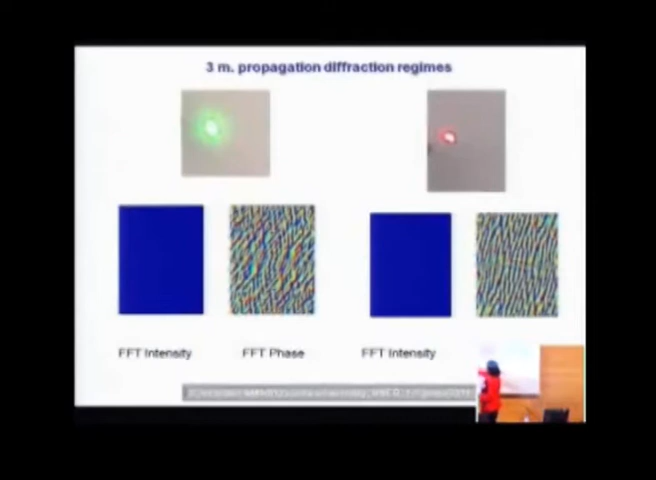 3 m. propagation diffraction regimes
FFT Intensity FFT Phase FFT Intensity